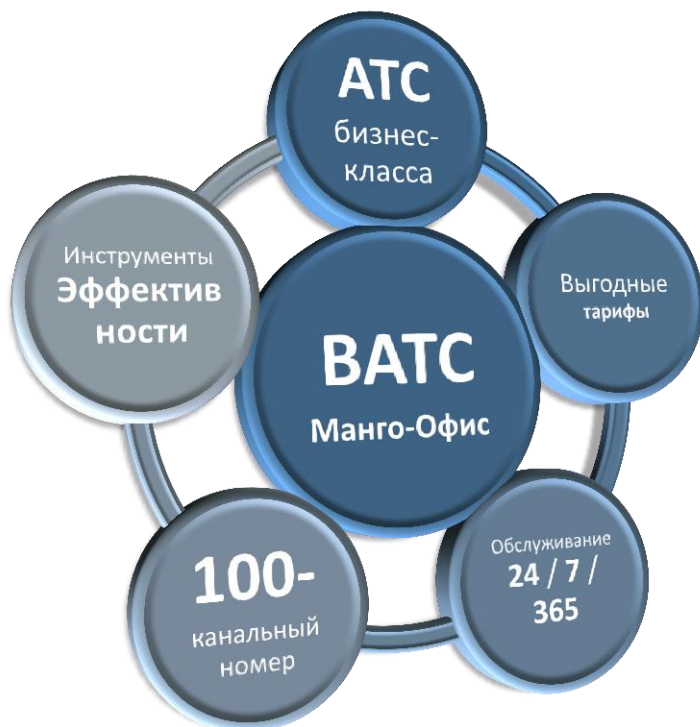 АТС
бизнес-
класса
Инструменты
Эффектив
ности
Выгодные
тарифы
ВАТС
Манго-Офис
100-
канальный
номер
Обслуживание
24 / 7 /
365